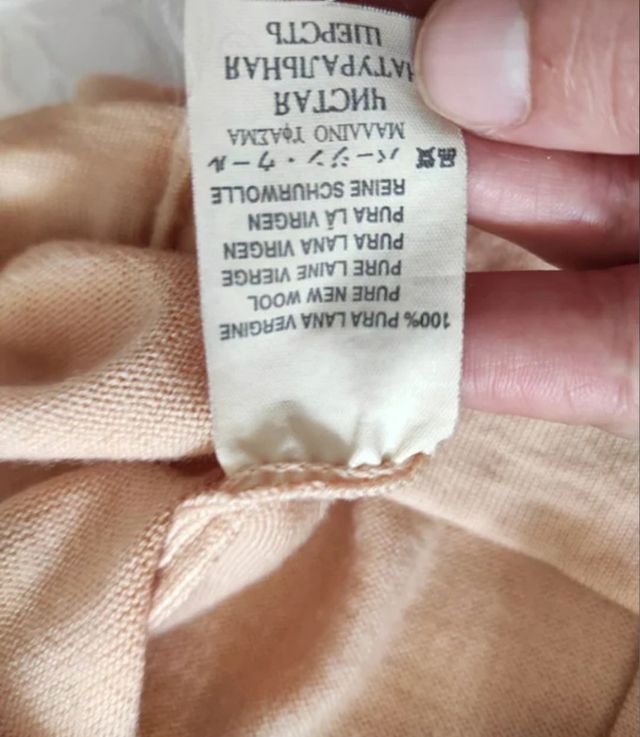 100% PURA LANA VERGINE
PURE NEW WOOL
PURE LAINE VIERGE
PURA LANA VIRGEN
PURA LÃ VIRGEN
REINE SCHURWOLLE
品質 バージン・ウール
ΜΑΛΛΙΝΟ ΥΦΑΣΜΑ
ЧИСТАЯ
НАТУРАЛЬНАЯ
ШЕРСТЬ